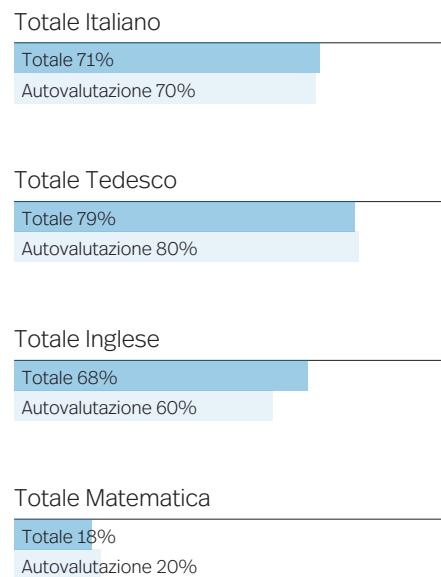 Totale Italiano
Totale 71%
Autovalutazione 70%
Totale Tedesco
Totale 79%
Autovalutazione 80%
Totale Inglese
Totale 68%
Autovalutazione 60%
Totale Matematica
Totale 18%
Autovalutazione 20%